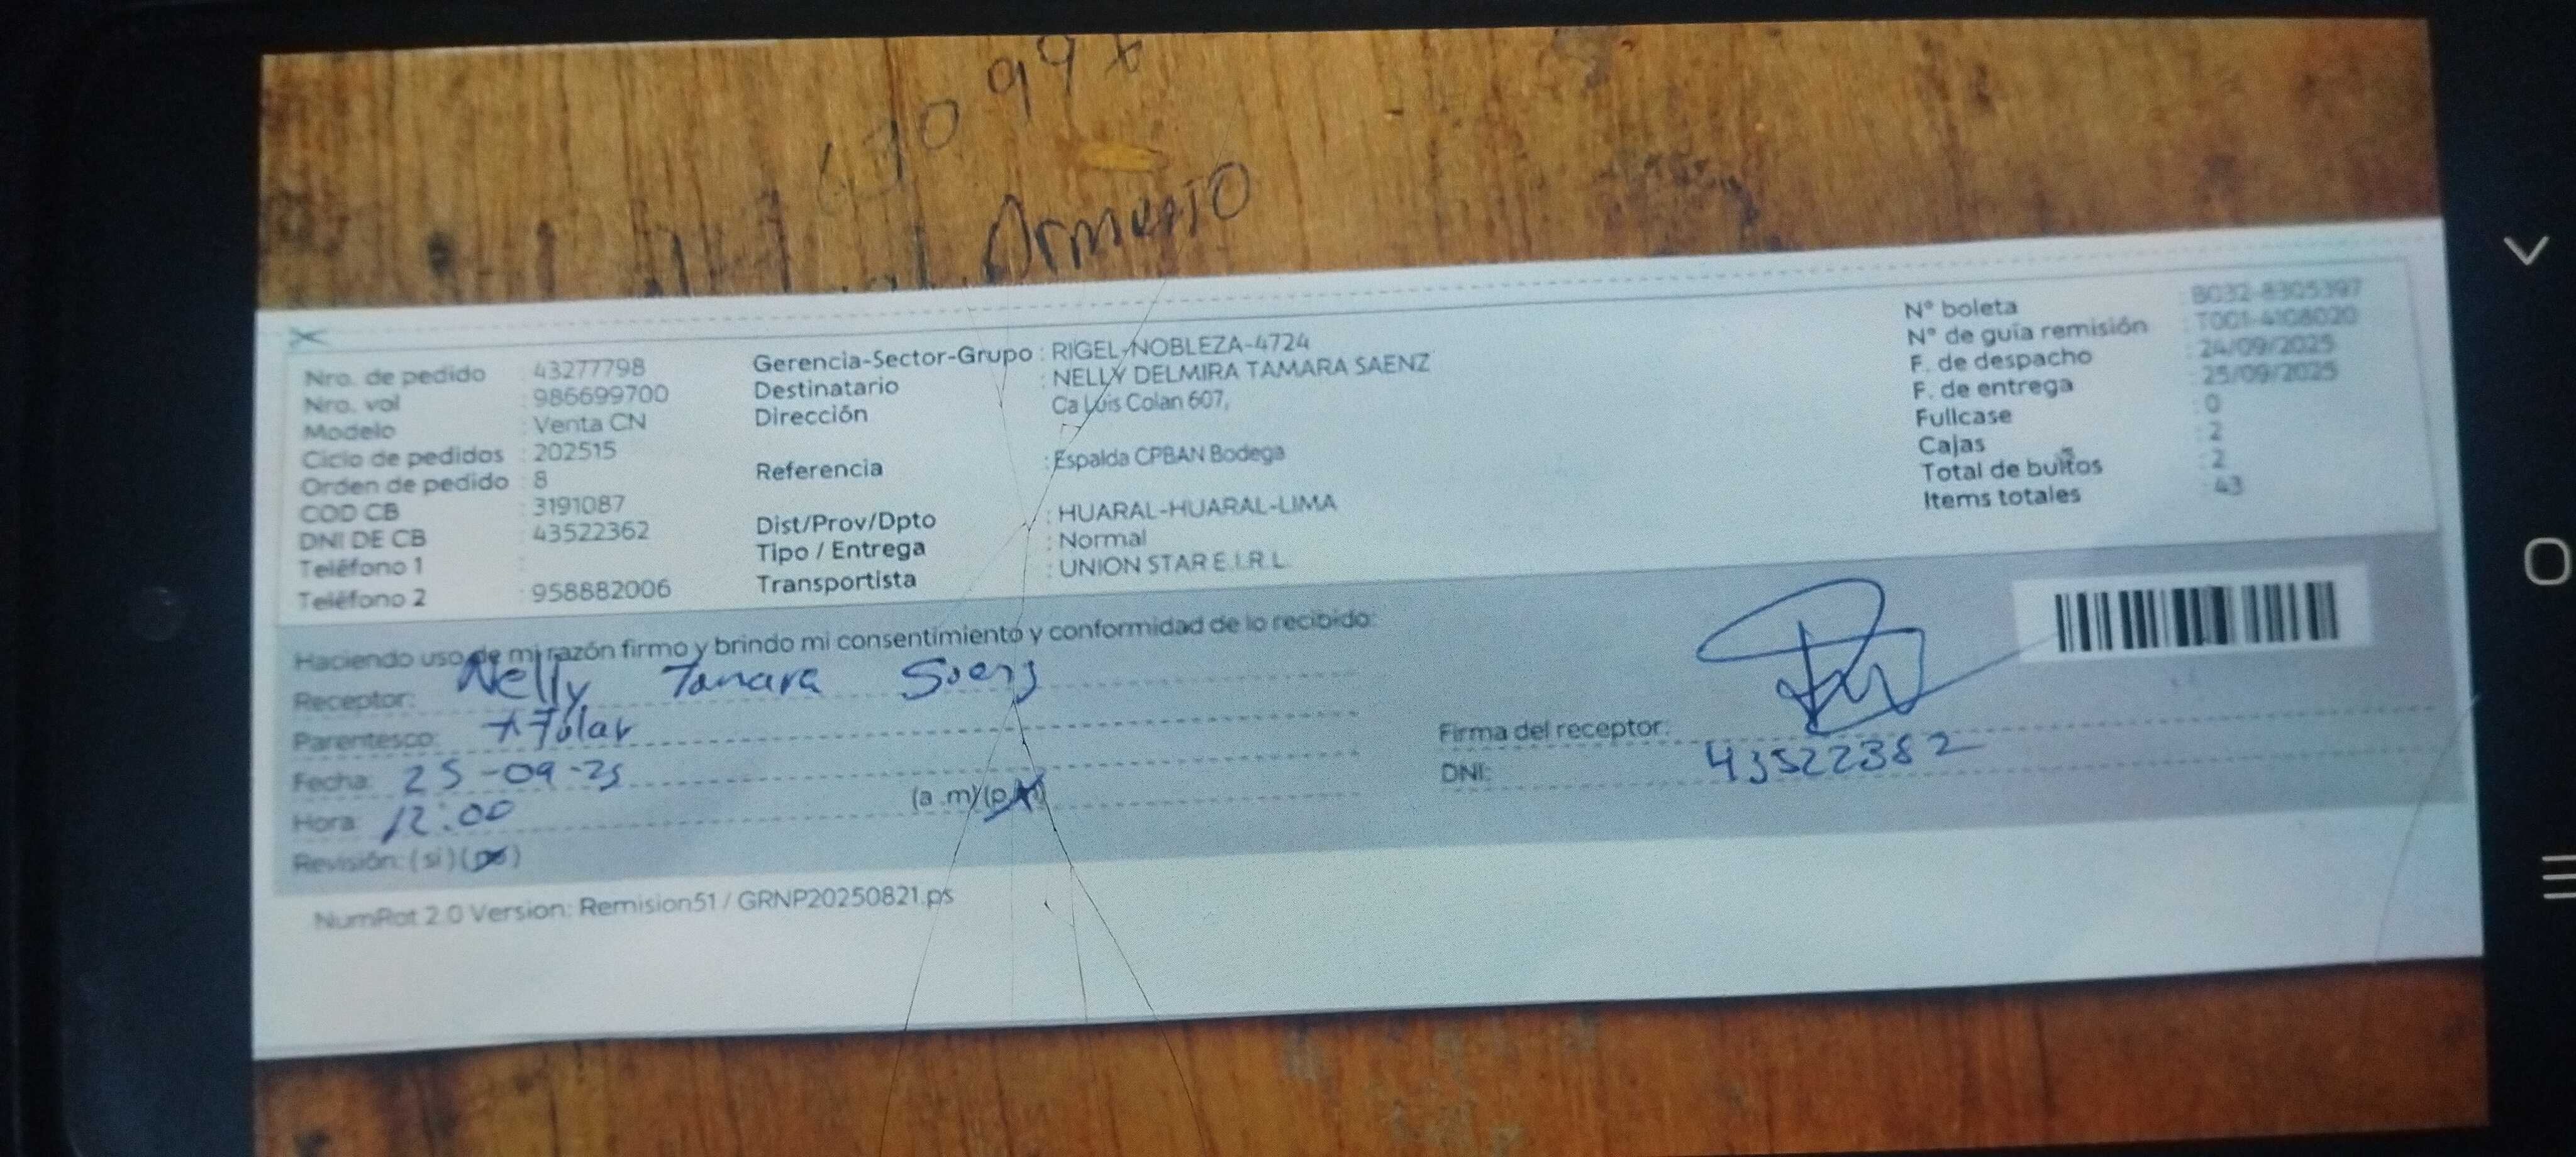 Armejo
Nro. de pedido : 43277798
Nro. vol : 986699700
Modelo : Venta CN
Ciclo de pedidos : 202515
Orden de pedido : 8
COD CB : 3191087
DNI DE CB : 43522362
Teléfono 1 :
Teléfono 2 : 958882006
Gerencia-Sector-Grupo : RIGEL-NOBLEZA-4724
Destinatario : NELLY DELMIRA TAMARA SAENZ
Dirección Ca Luis Colan 607,
Referencia : Espalda CPBAN Bodega
Dist/Prov/Dpto : HUARAL-HUARAL-LIMA
Tipo / Entrega : Normal
Transportista : UNION STAR E.I.R.L.
N° boleta : B032-8305397
N° de guía remisión : T001-4108020
F. de despacho : 24/09/2025
F. de entrega : 25/09/2025
Fullcase : 0
Cajas : 2
Total de bultos : 2
Items totales : 43
Haciendo uso de mi razón firmo y brindo mi consentimiento y conformidad de lo recibido:
Receptor: Nelly Tamara Saenz
Parentesco: titular
Fecha: 25-09-25
Hora: 12:00 (a .m)(p.m)
Revisión: (si)(no)
Firma del receptor:
DNI: 43522382
NumRot 2.0 Version: Remision51 / GRNP20250821.ps